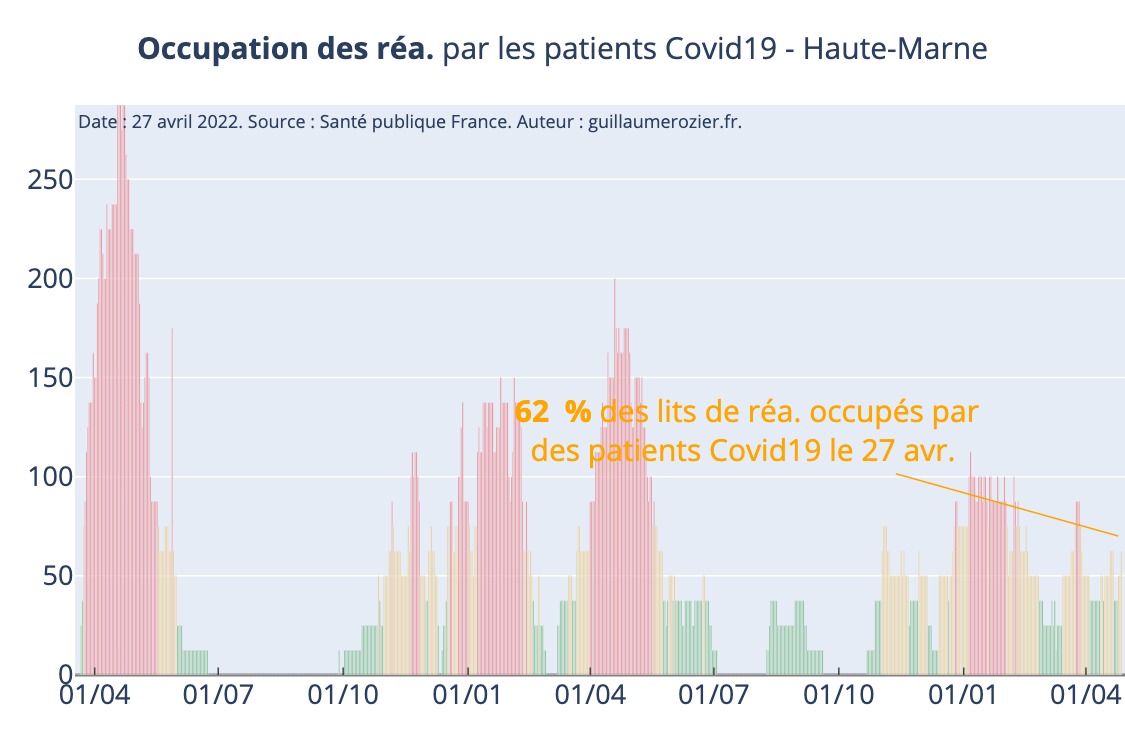 Occupation des réa. par les patients Covid19 - Haute-Marne
Date : 27 avril 2022. Source : Santé publique France. Auteur : guillaumerozier.fr.
250
200
150
62 % des lits de réa. occupés par
des patients Covid19 le 27 avr.
100
50
0
01/04 01/07 01/10 01/01 01/04 01/07 01/10 01/01 01/04